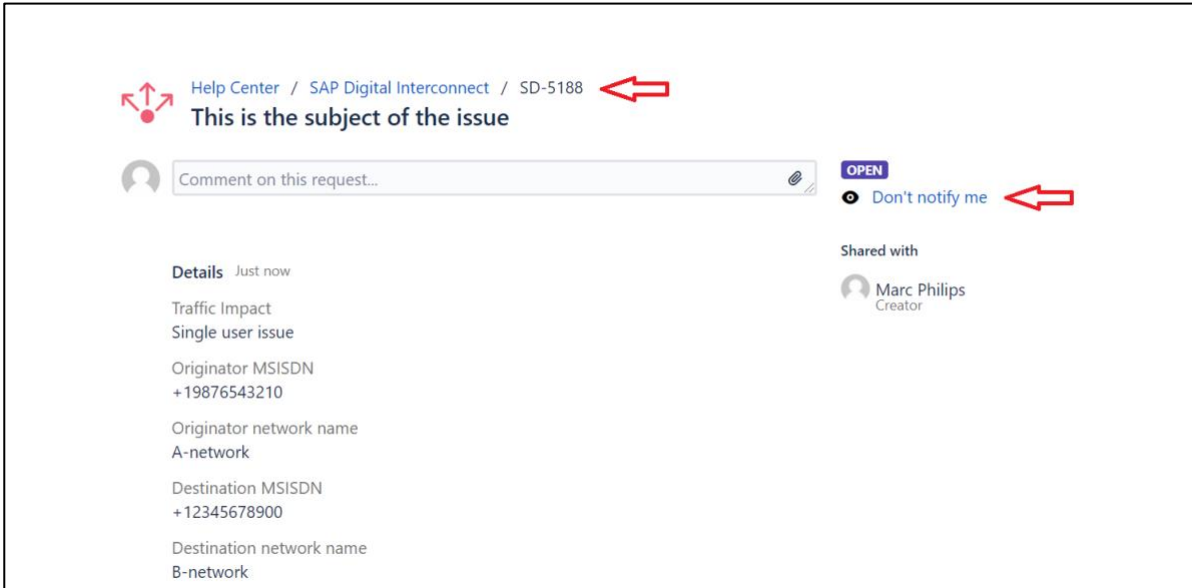 Help Center / SAP Digital Interconnect / SD-5188
This is the subject of the issue
Comment on this request...
OPEN
Don't notify me
Shared with
Marc Philips
Creator
Details Just now
Traffic Impact
Single user issue
Originator MSISDN
+19876543210
Originator network name
A-network
Destination MSISDN
+12345678900
Destination network name
B-network